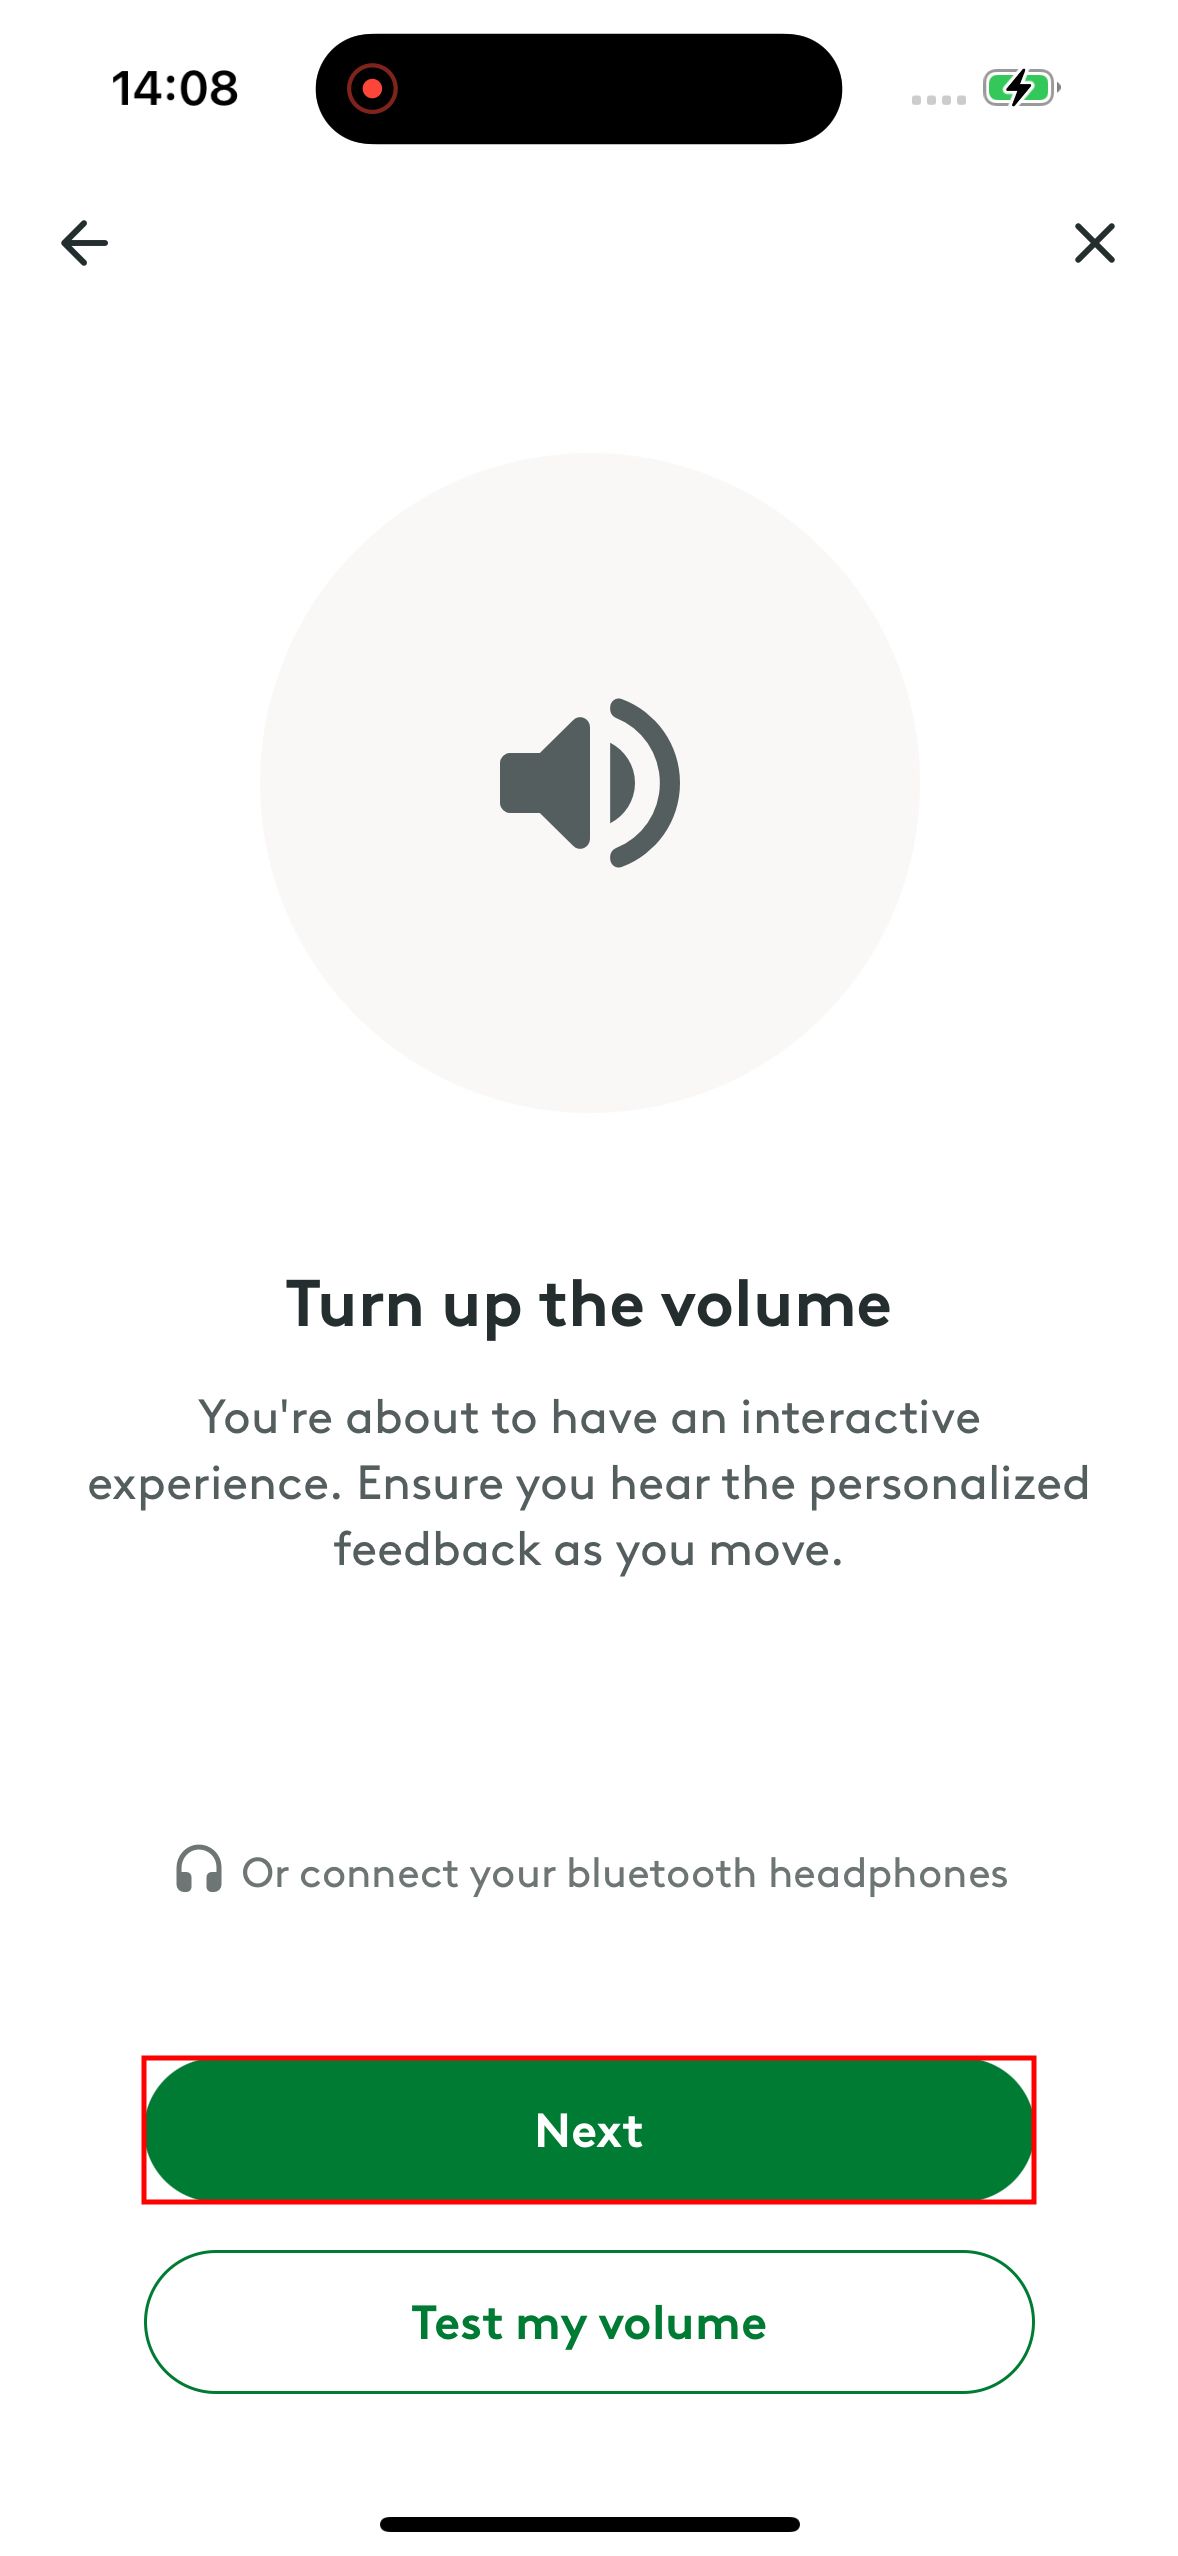 14:08
Turn up the volume
You're about to have an interactive
experience. Ensure you hear the personalized
feedback as you move.
Or connect your bluetooth headphones
Next
Test my volume